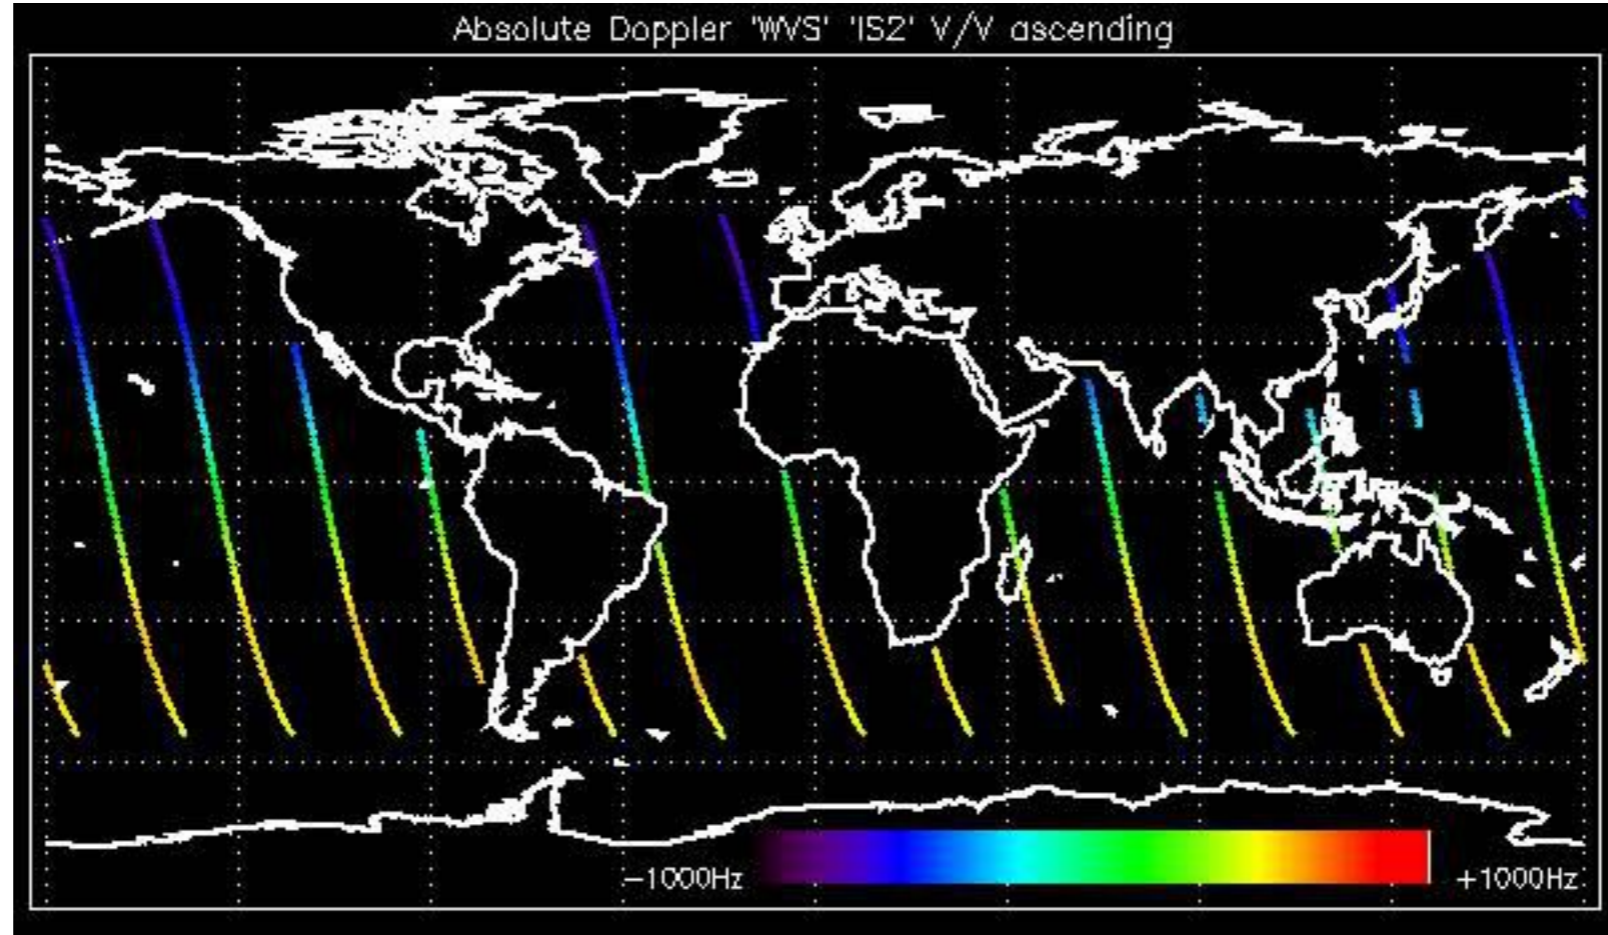 Absolute Doppler 'WVS' 'IS2' V/V ascending
-1000Hz +1000Hz